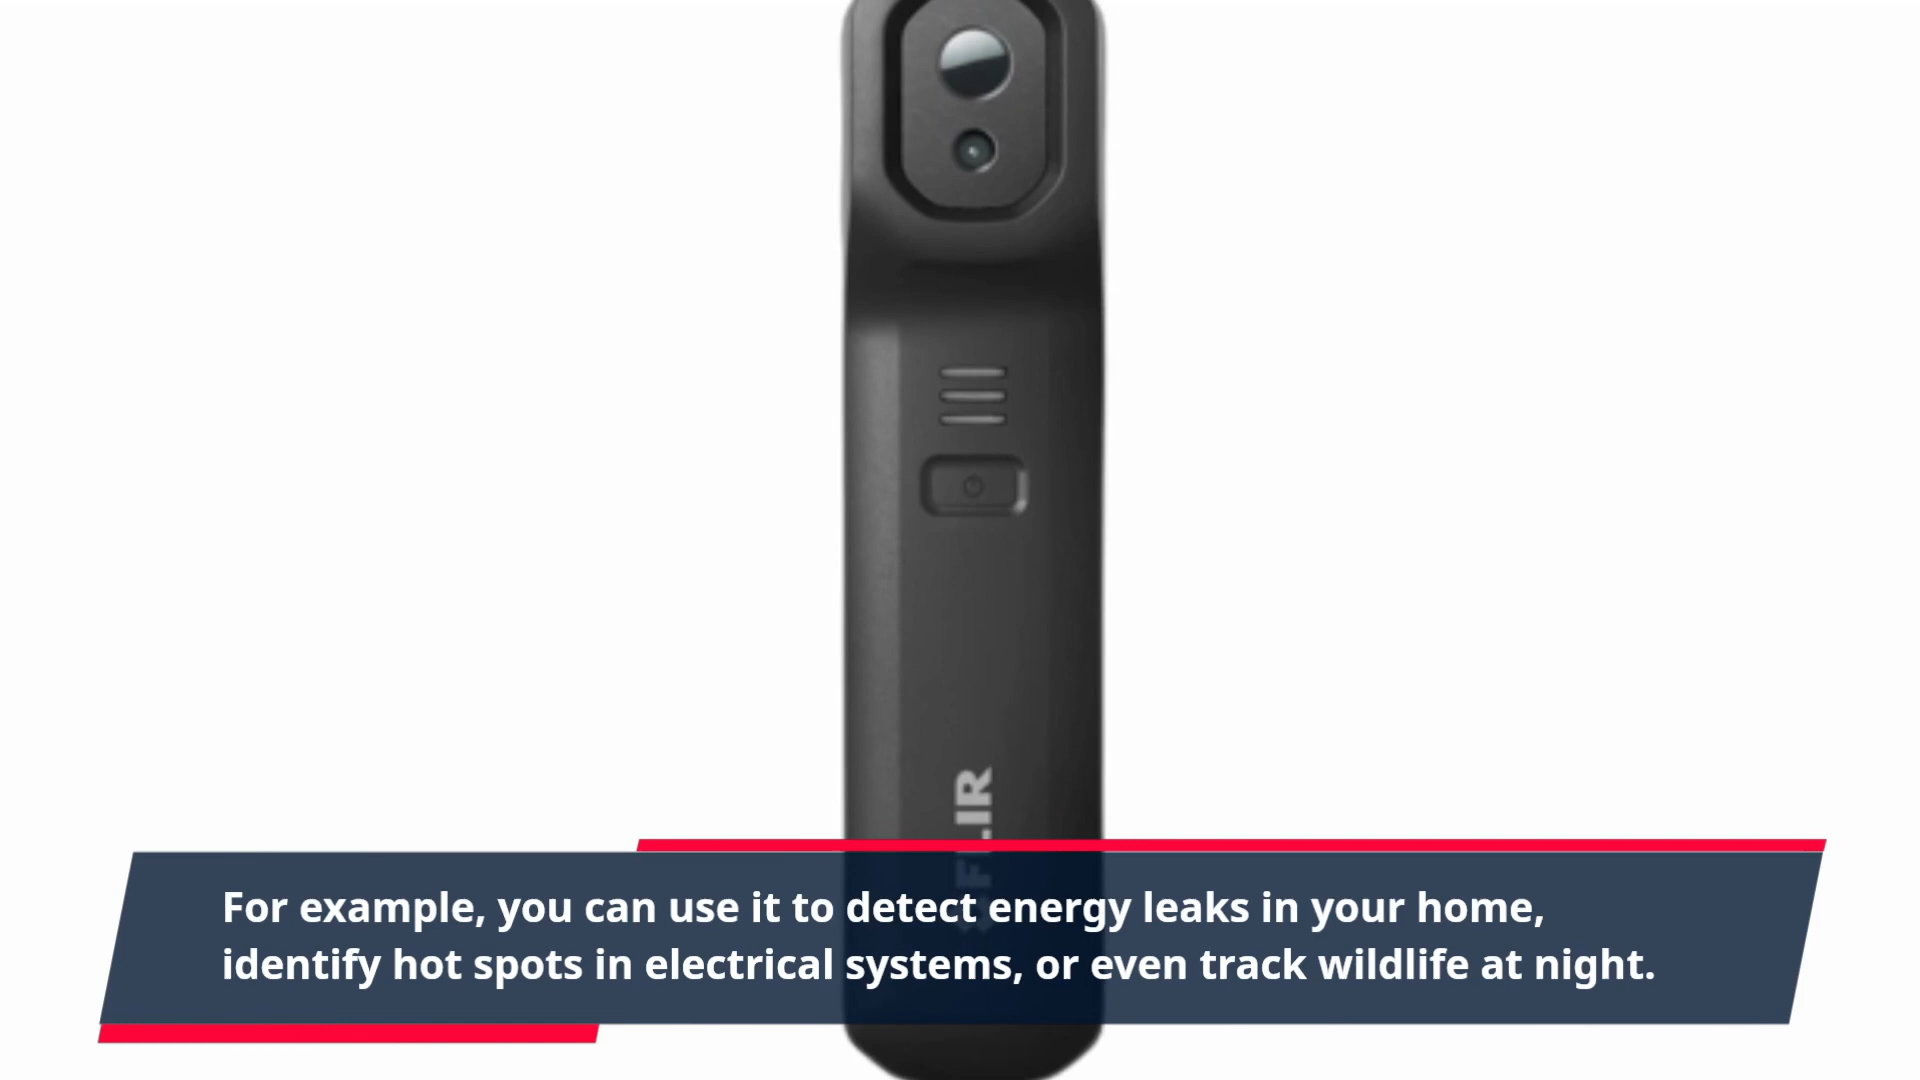 FLIR
For example, you can use it to detect energy leaks in your home,
identify hot spots in electrical systems, or even track wildlife at night.